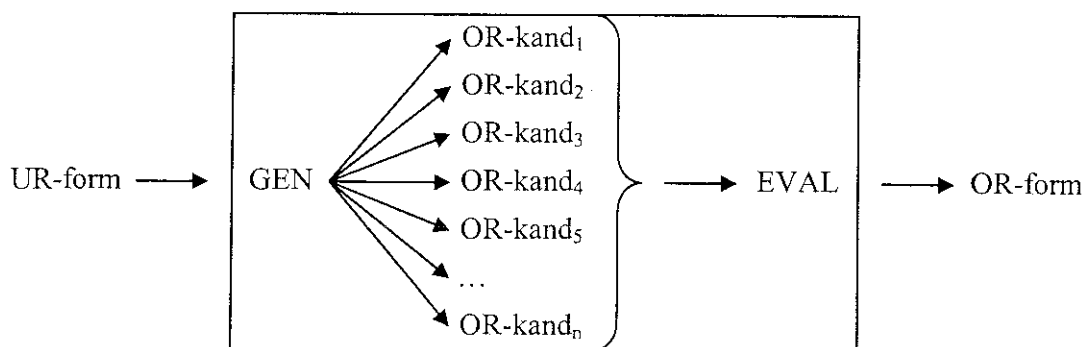 OR-kand₁
OR-kand₂
OR-kand₃
UR-form GEN OR-kand₄ EVAL OR-form
OR-kand₅
…
OR-kandₙ